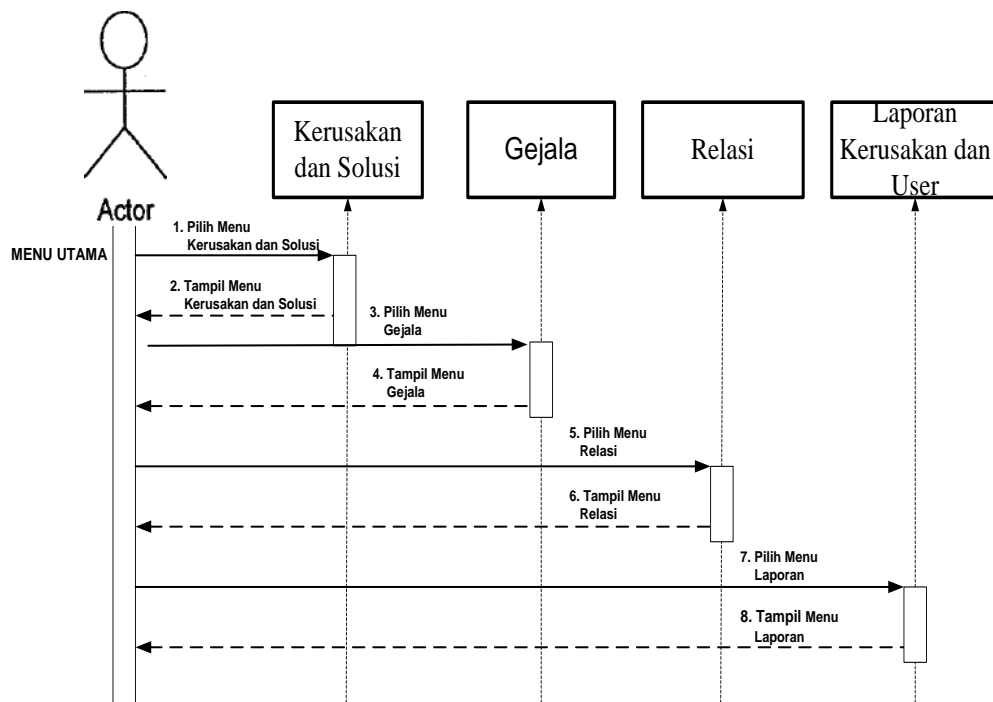 Kerusakan
dan Solusi
Gejala
Relasi
Laporan
Kerusakan dan
User
Actor
MENU UTAMA
1. Pilih Menu
Kerusakan dan Solusi
2. Tampil Menu
Kerusakan dan Solusi
3. Pilih Menu
Gejala
4. Tampil Menu
Gejala
5. Pilih Menu
Relasi
6. Tampil Menu
Relasi
7. Pilih Menu
Laporan
8. Tampil Menu
Laporan